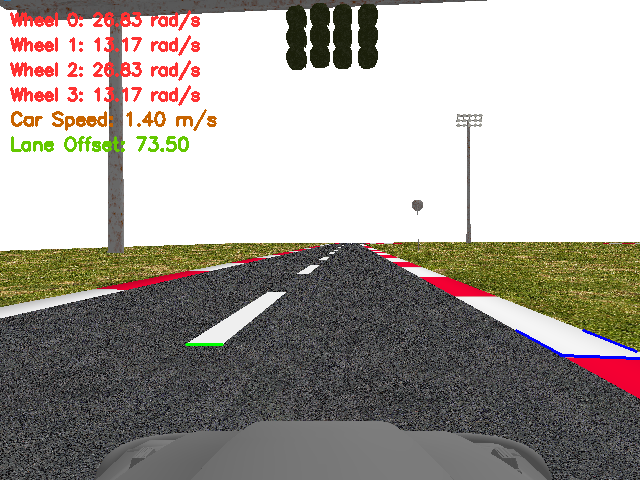 Wheel 0: 26.83 rad/s
Wheel 1: 13.17 rad/s
Wheel 2: 26.83 rad/s
Wheel 3: 13.17 rad/s
Car Speed: 1.40 m/s
Lane Offset: 73.50